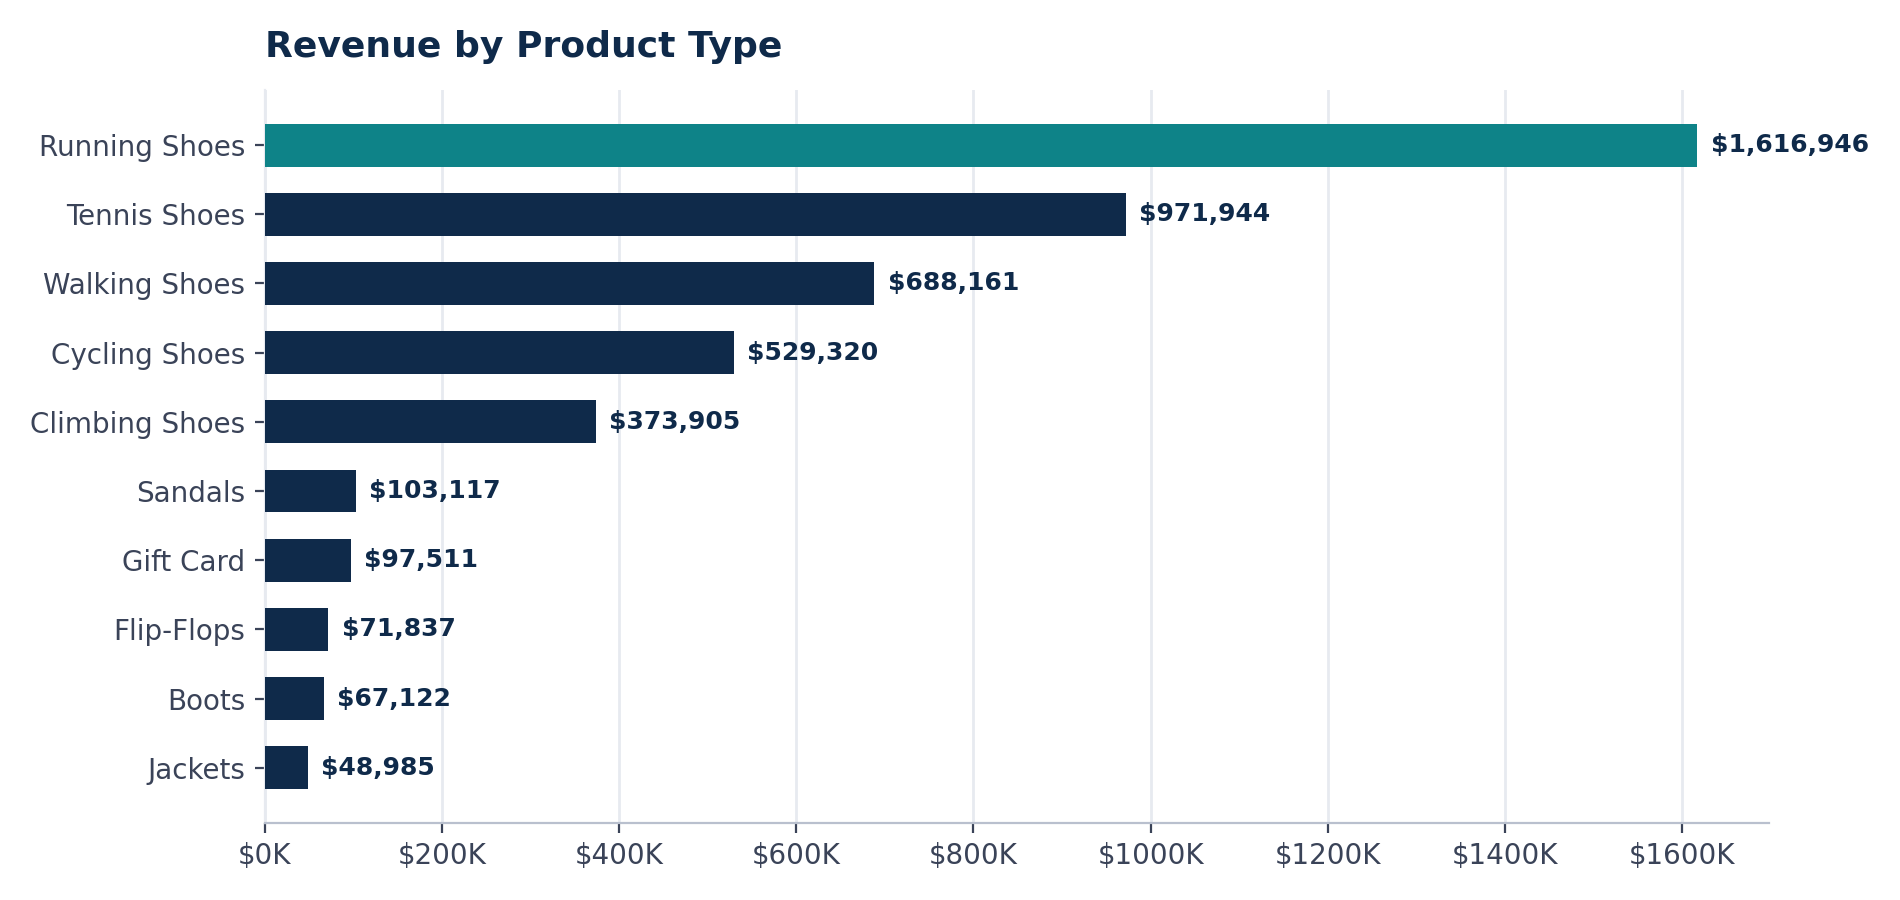 Revenue by Product Type
Running Shoes $1,616,946
Tennis Shoes $971,944
Walking Shoes $688,161
Cycling Shoes $529,320
Climbing Shoes $373,905
Sandals $103,117
Gift Card $97,511
Flip-Flops $71,837
Boots $67,122
Jackets $48,985
$0K $200K $400K $600K $800K $1000K $1200K $1400K $1600K